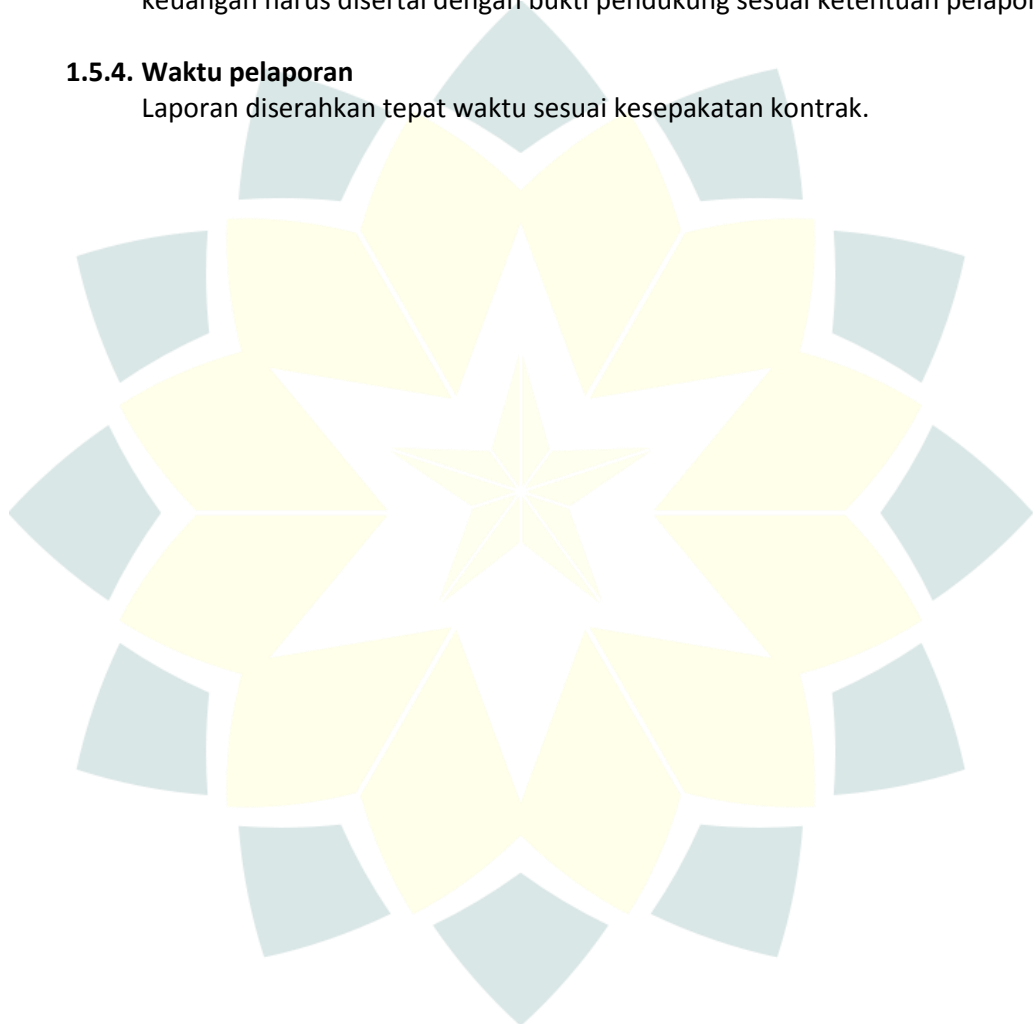 keuangan harus disertai dengan bukti pendukung sesuai ketentuan
1.5.4. Waktu pelaporan
Laporan diserahkan tepat waktu sesuai kesepakatan kontrak.